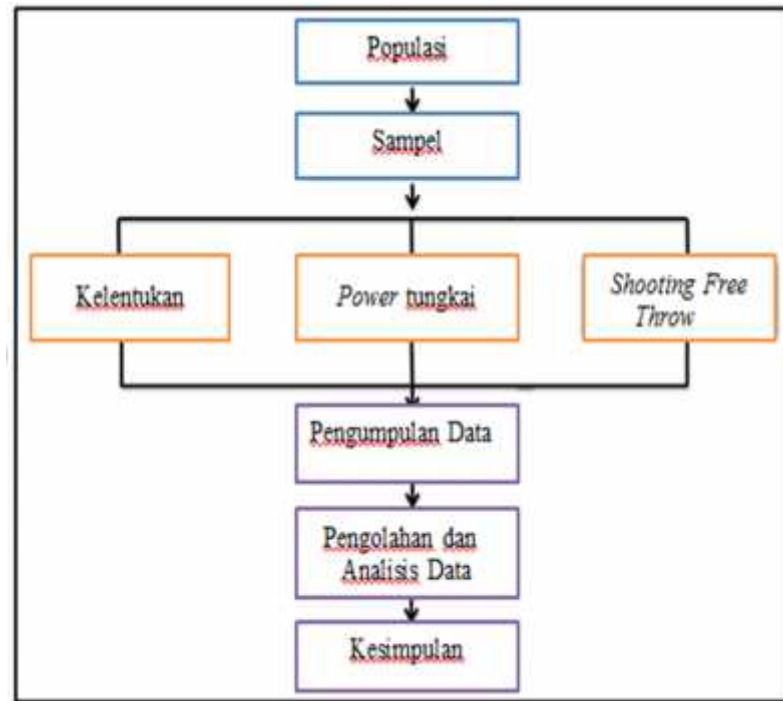 Populasi
Sampel
Kelentukan
Power tungkai
Shooting Free
Throw
Pengumpulan Data
Pengolahan dan
Analisis Data
Kesimpulan